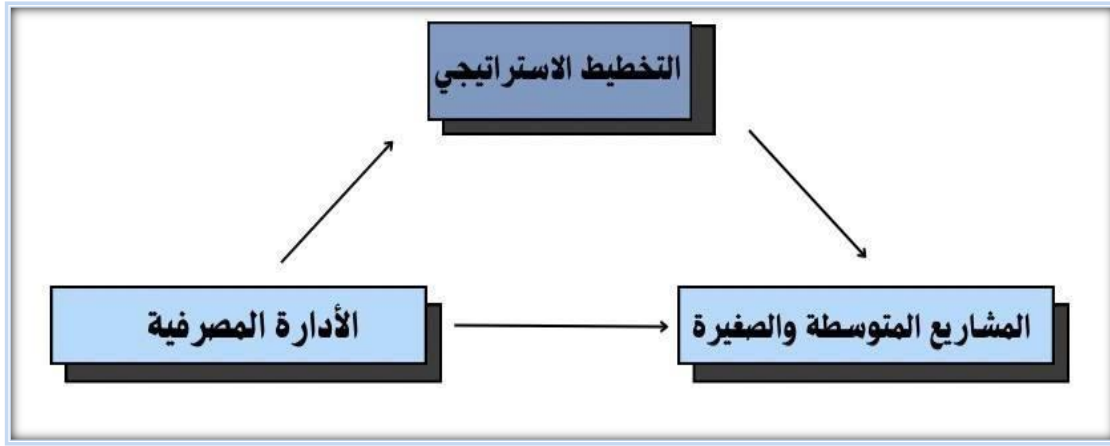 التخطيط الاستراتيجي
المشاريع المتوسطة والصغيرة
الأدارة المصرفية